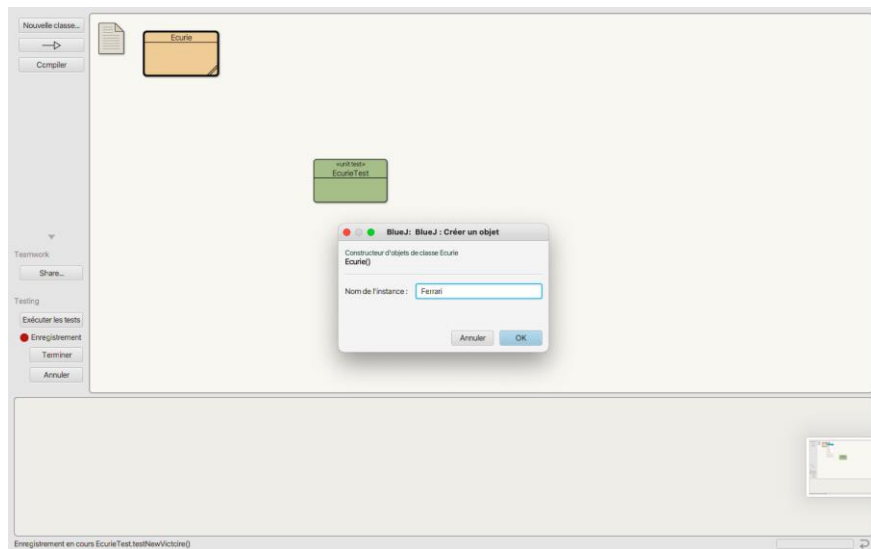 Nouvelle classe...
Compiler
Ecurie
«unit test»
EcurieTest
BlueJ: BlueJ : Créer un objet
Constructeur d'objets de classe Ecurie
Ecurie()
Nom de l'instance : Ferrari
Annuler OK
Teamwork
Share...
Testing
Exécuter les tests
Enregistrement
Terminer
Annuler
Enregistrement en cours EcurieTest.testNewVictoire()